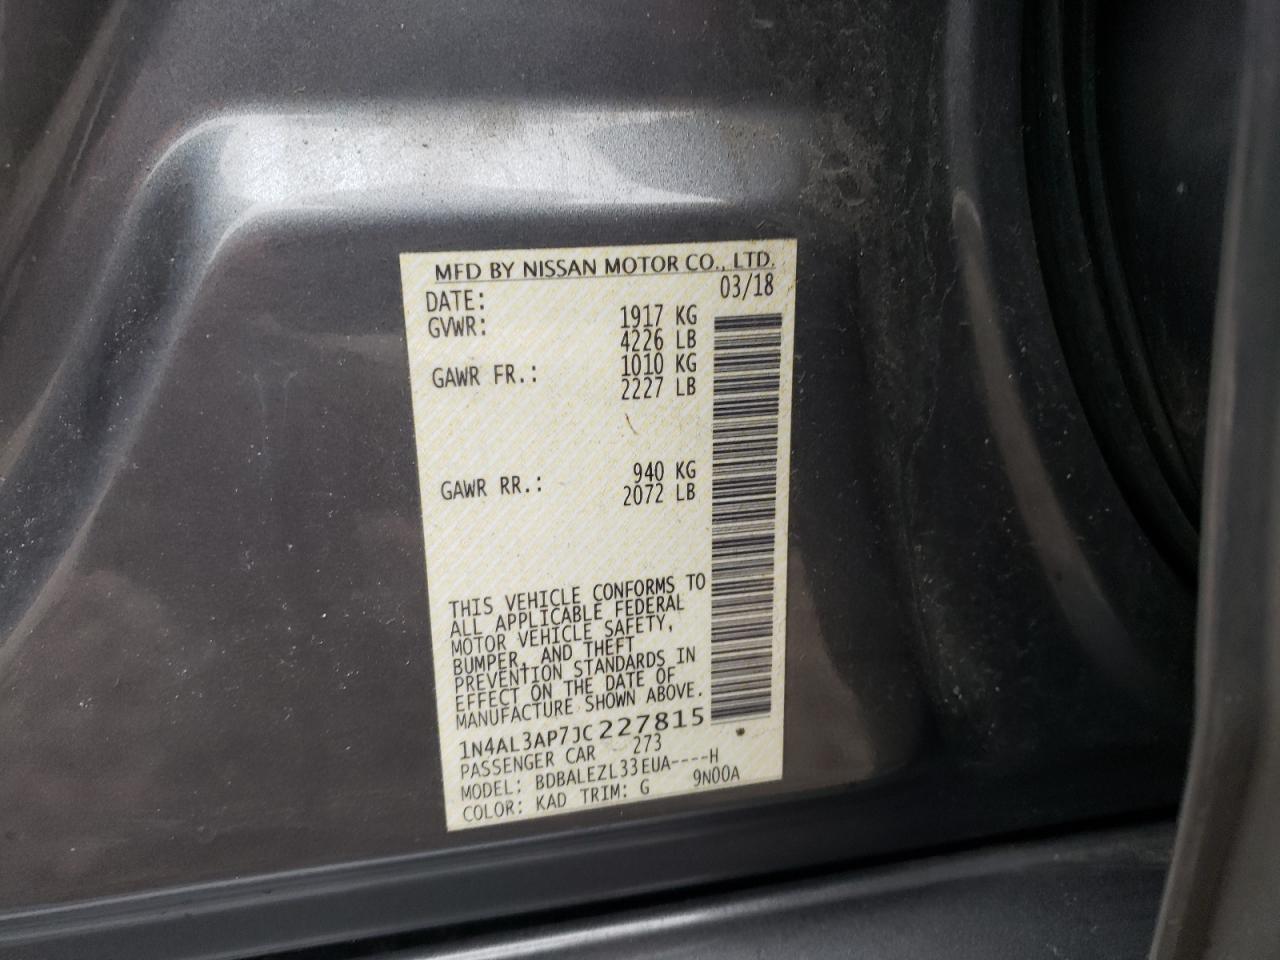 MFD BY NISSAN MOTOR CO., LTD.
DATE: 03/18
GVWR: 1917 KG
4226 LB
GAWR FR.: 1010 KG
2227 LB
GAWR RR.: 940 KG
2072 LB
THIS VEHICLE CONFORMS TO
ALL APPLICABLE FEDERAL
MOTOR VEHICLE SAFETY,
BUMPER, AND THEFT
PREVENTION STANDARDS IN
EFFECT ON THE DATE OF
MANUFACTURE SHOWN ABOVE.
1N4AL3AP7JC227815
PASSENGER CAR 273
MODEL: BDBALEZL33EUA----H
COLOR: KAD TRIM: G 9N00A